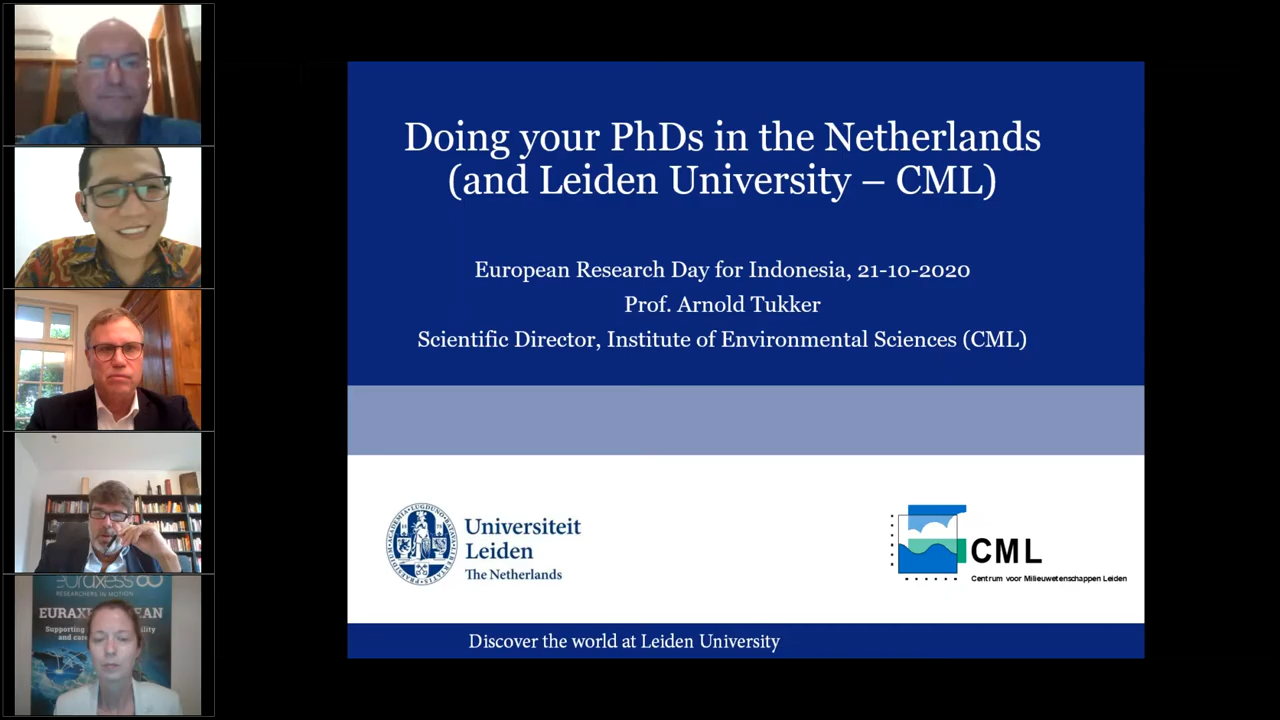 Doing your PhDs in the Netherlands
(and Leiden University – CML)
European Research Day for Indonesia, 21-10-2020
Prof. Arnold Tukker
Scientific Director, Institute of Environmental Sciences (CML)
Universiteit
Leiden
The Netherlands
CML
Centrum voor Milieuwetenschappen Leiden
Discover the world at Leiden University
euraxess
RESEARCHERS IN MOTION
Supporting